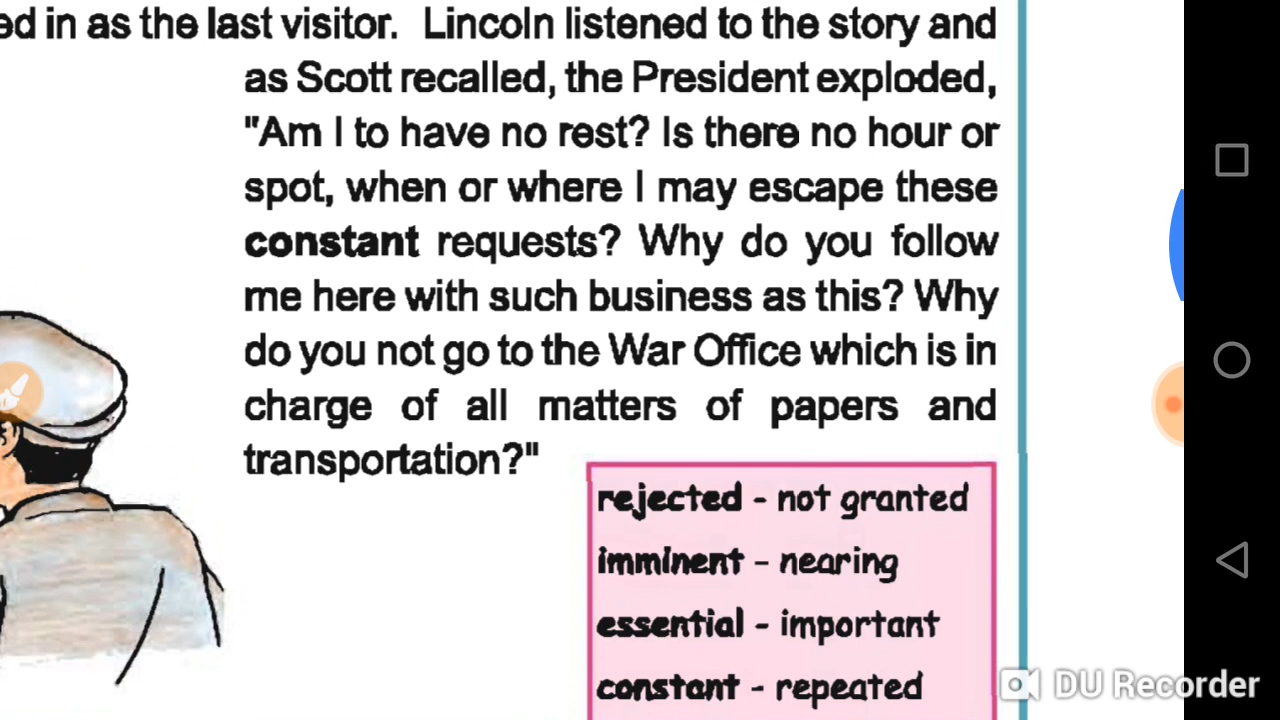 ed in as the last visitor. Lincoln listened to the story and
as Scott recalled, the President exploded,
"Am I to have no rest? Is there no hour or
spot, when or where I may escape these
constant requests? Why do you follow
me here with such business as this? Why
do you not go to the War Office which is in
charge of all matters of papers and
transportation?"
rejected - not granted
imminent - nearing
essential - important
constant - repeated
DU Recorder